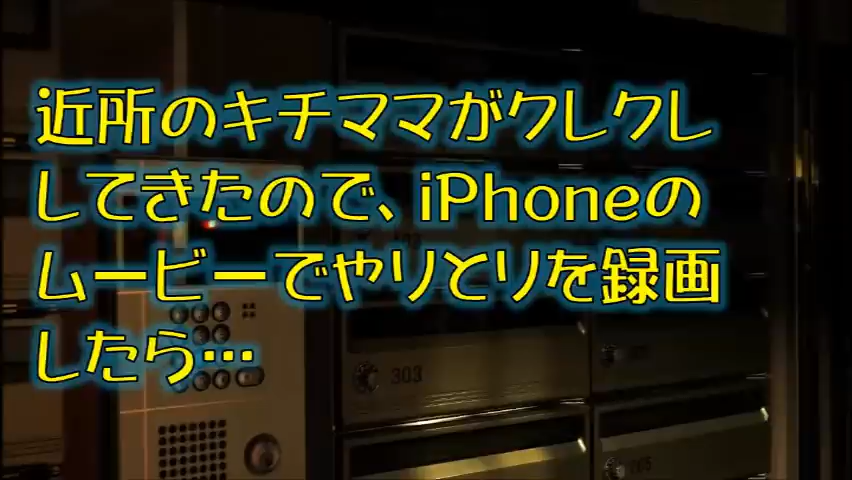 近所のキチママがクレクレ
してきたので、iPhoneの
ムービーでやりとりを録画
したら…
303